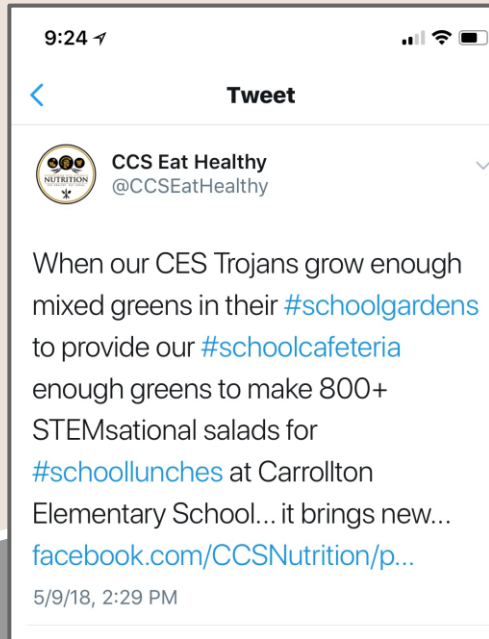 9:24
Tweet
NUTRITION
CCS Eat Healthy
@CCSEatHealthy
When our CES Trojans grow enough
mixed greens in their #schoolgardens
to provide our #schoolcafeteria
enough greens to make 800+
STEMsational salads for
#schoollunches at Carrollton
Elementary School... it brings new...
facebook.com/CCSNutrition/p...
5/9/18, 2:29 PM